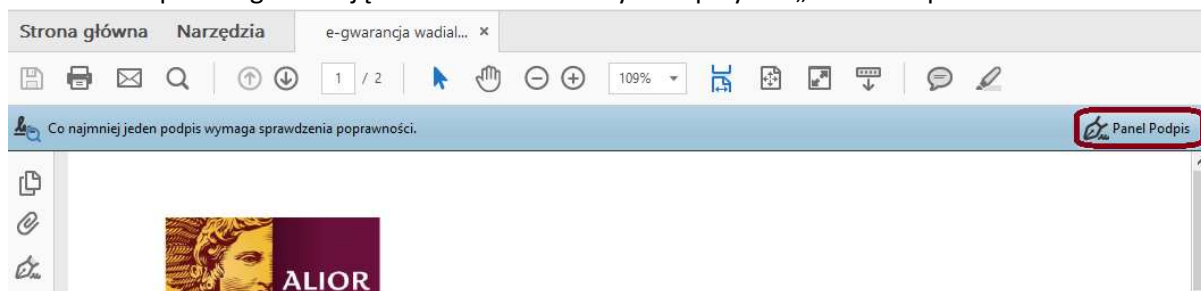 Strona główna Narzędzia e-gwarancja wadial... ×
1 / 2 109%
Co najmniej jeden podpis wymaga sprawdzenia poprawności.
Panel Podpis
ALIOR